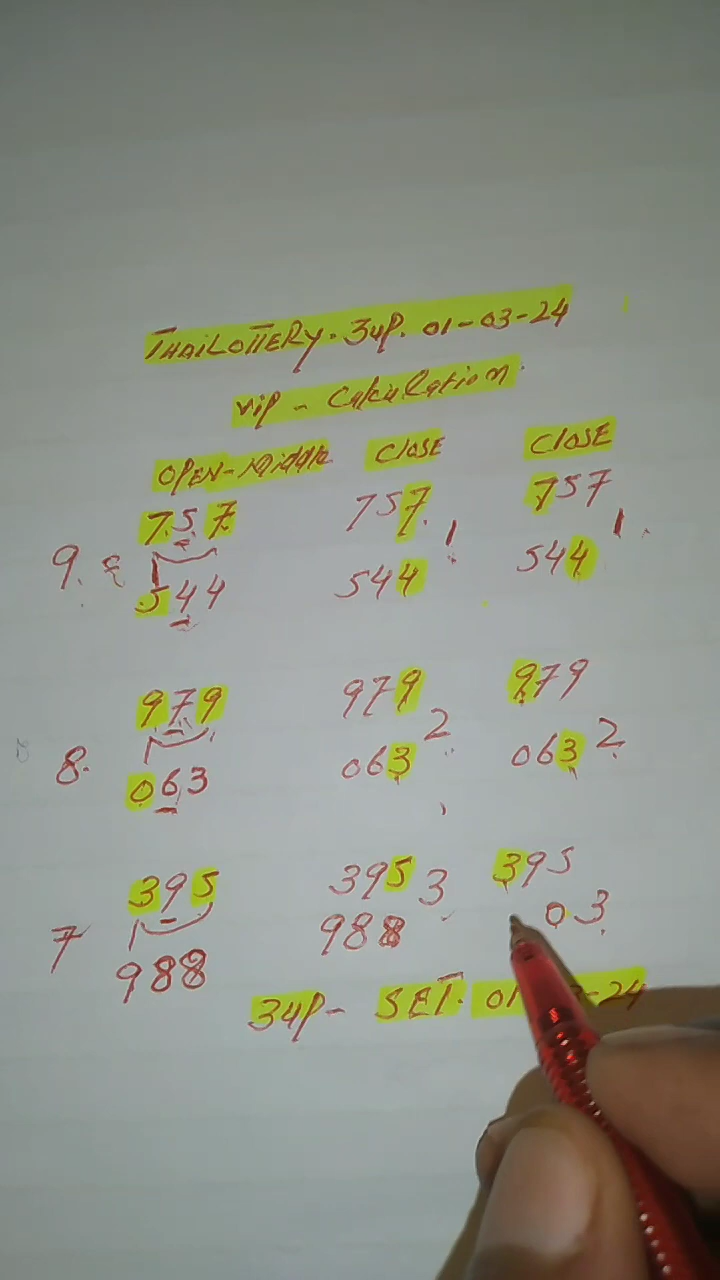 THAILOTTERY. 3UP. 01-03-24
VIP - Calculation.
OPEN-Middle CLOSE CLOSE
757 757 757
9. 1 1
544 544 544
979 979 979
8. 2 2
063 063 063
395 395 395
7 3 03
988 988
3UP- SET. 01 -24